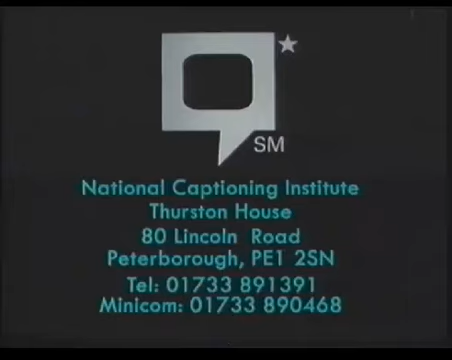 SM
National Captioning Institute
Thurston House
80 Lincoln Road
Peterborough, PE1 2SN
Tel: 01733 891391
Minicom: 01733 890468